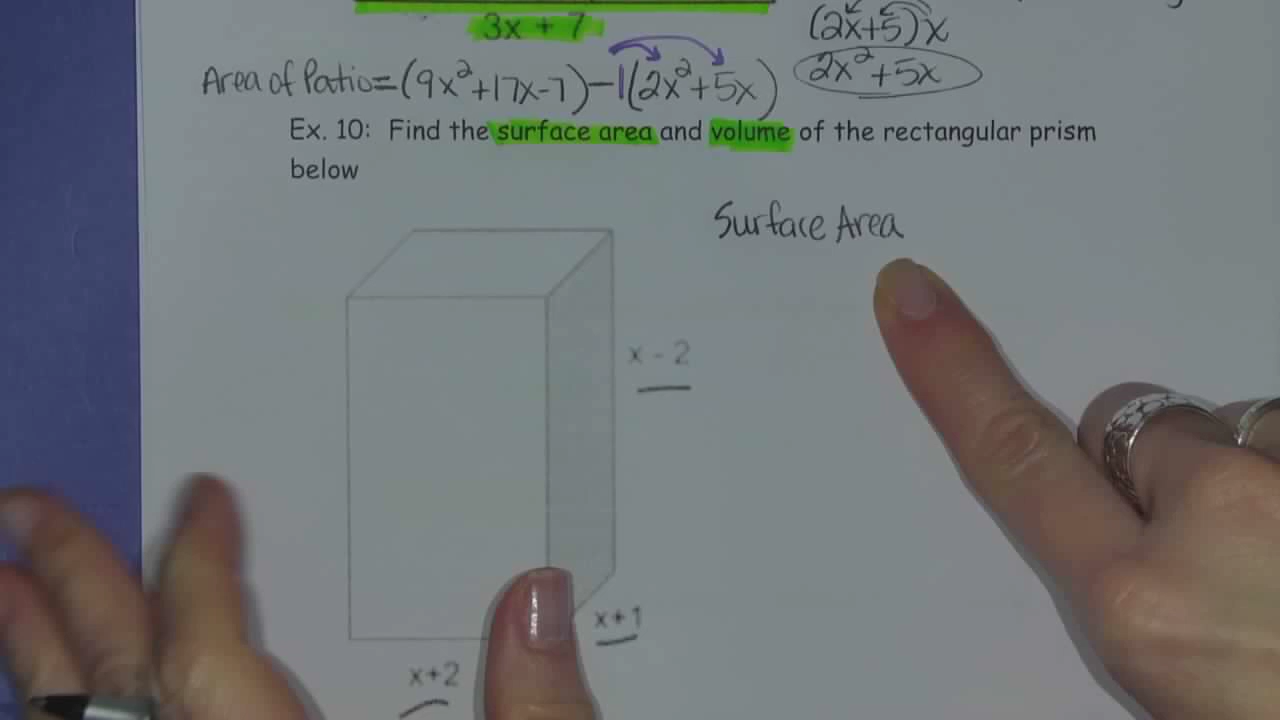 3x + 7
(2x+5)x
2x²+5x
Area of Patio=(9x²+17x-7)-1(2x²+5x)
Ex. 10: Find the surface area and volume of the rectangular prism
below
Surface Area
x - 2
x+1
x+2